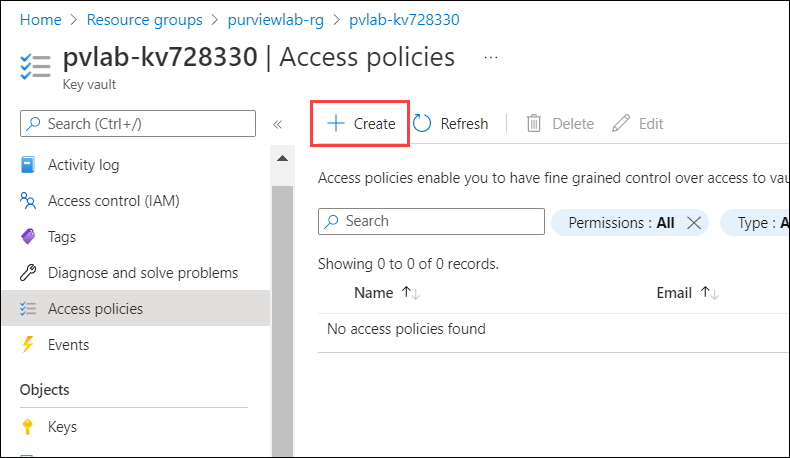 Home > Resource groups > purviewlab-rg > pvlab-kv728330
pvlab-kv728330 | Access policies ...
Key vault
Search (Ctrl+/) «
Activity log
Access control (IAM)
Tags
Diagnose and solve problems
Access policies
Events
Objects
Keys
Create Refresh Delete Edit
Access policies enable you to have fine grained control over access to vau
Search Permissions : All Type : A
Showing 0 to 0 of 0 records.
Name ↑↓ Email ↑↓
No access policies found